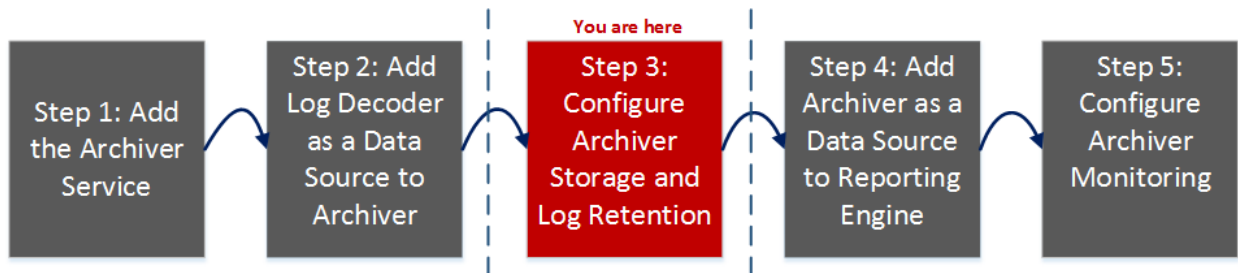 You are here
Step 1: Add
the Archiver
Service
Step 2: Add
Log Decoder
as a Data
Source to
Archiver
Step 3:
Configure
Archiver
Storage and
Log Retention
Step 4: Add
Archiver as a
Data Source
to Reporting
Engine
Step 5:
Configure
Archiver
Monitoring